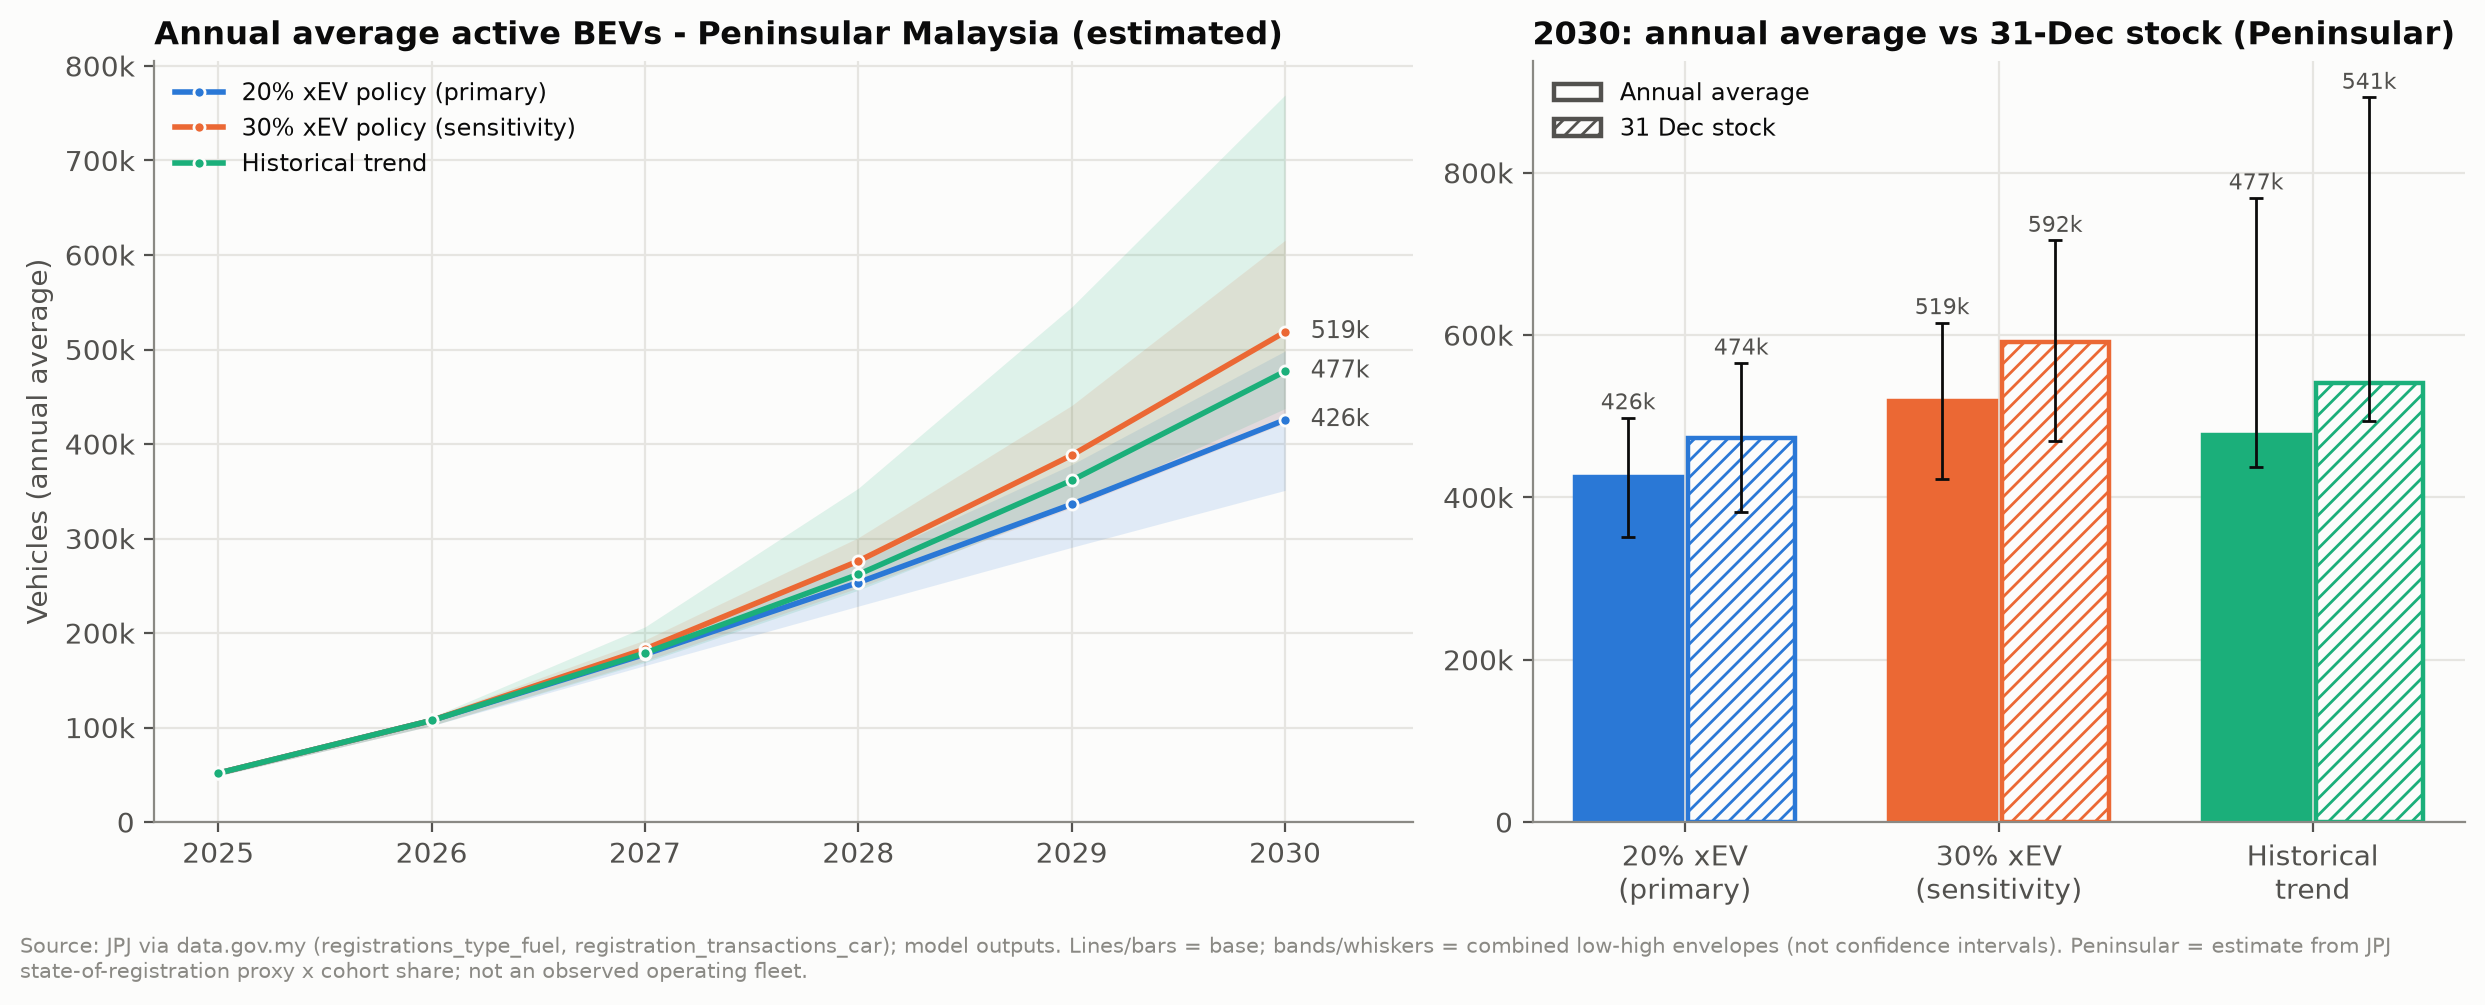 Annual average active BEVs - Peninsular Malaysia (estimated)
800k
700k
600k
500k
400k
300k
200k
100k
0
Vehicles (annual average)
20% xEV policy (primary)
30% xEV policy (sensitivity)
Historical trend
519k
477k
426k
2025
2026
2027
2028
2029
2030
2030: annual average vs 31-Dec stock (Peninsular)
Annual average
31 Dec stock
800k
600k
400k
200k
0
426k
474k
519k
592k
477k
541k
20% xEV
(primary)
30% xEV
(sensitivity)
Historical
trend
Source: JPJ via data.gov.my (registrations_type_fuel, registration_transactions_car); model outputs. Lines/bars = base; bands/whiskers = combined low-high envelopes (not confidence intervals). Peninsular = estimate from JPJ
state-of-registration proxy x cohort share; not an observed operating fleet.